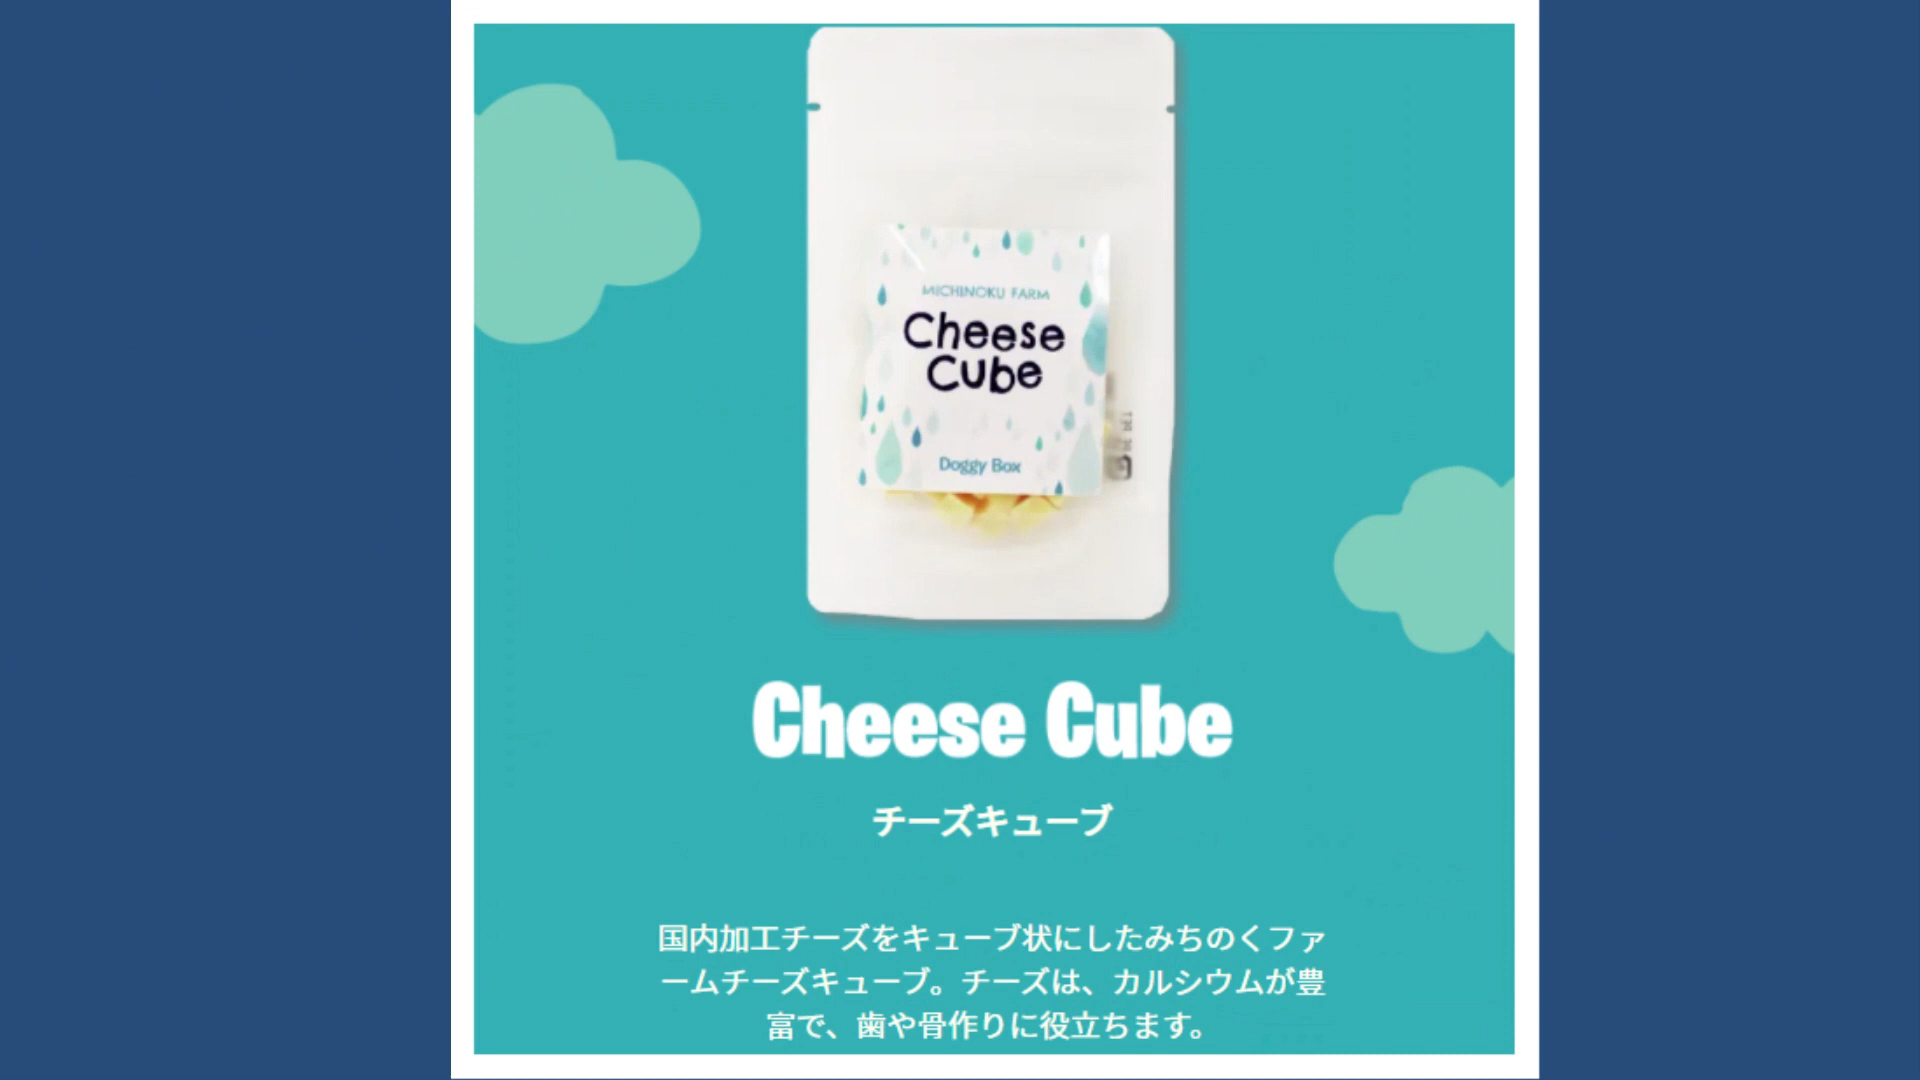 MICHINOKU FARM
Cheese
Cube
Doggy Box
Cheese Cube
チーズキューブ
国内加工チーズをキューブ状にしたみちのくファ
ームチーズキューブ。チーズは、カルシウムが豊
富で、歯や骨作りに役立ちます。